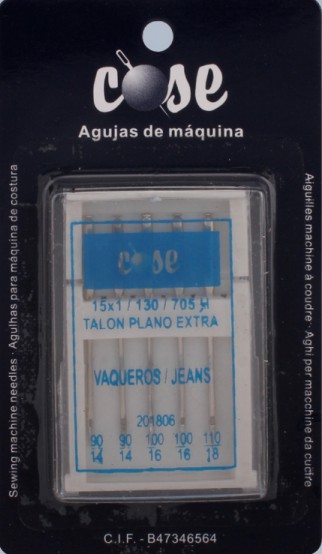 cose
Agujas de máquina
Sewing machine needles · Agulhas para máquina de costura
Aiguilles machine à coudre · Aghi per macchine da cucire
cose
15x1 / 130 / 705 H
TALON PLANO EXTRA
VAQUEROS / JEANS
201806
90 90 100 100 110
14 14 16 16 18
C.I.F. - B47346564